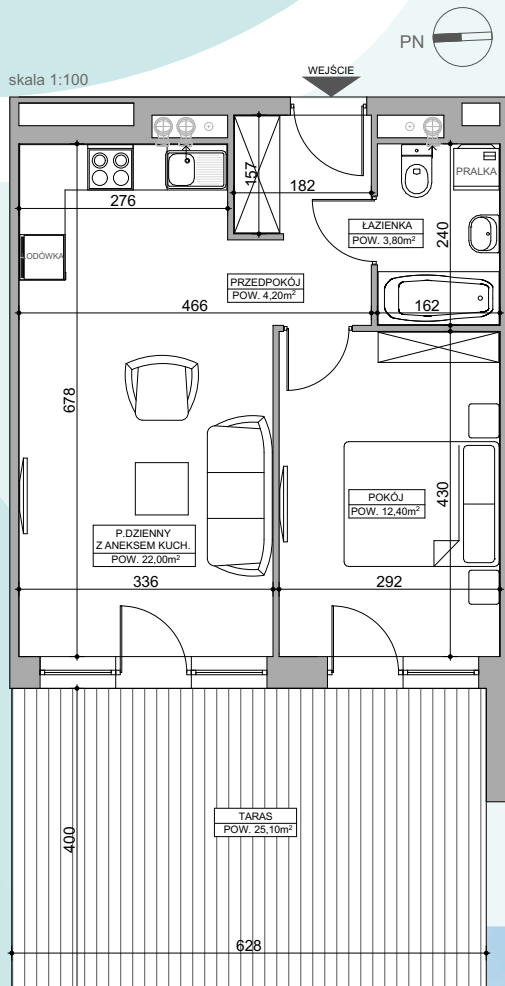 PN
skala 1:100
WEJŚCIE
157
182
276
ŁAZIENKA
POW. 3,80m²
240
PRALKA
LODÓWKA
PRZEDPOKÓJ
POW. 4,20m²
466
162
678
430
POKÓJ
POW. 12,40m²
P.DZIENNY
Z ANEKSEM KUCH.
POW. 22,00m²
336
292
TARAS
POW. 25,10m²
400
628